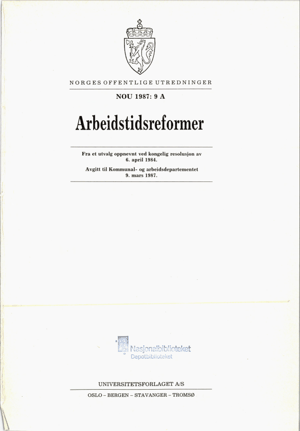 NORGES OFFENTLIGE UTREDNINGER
NOU 1987: 9 A
Arbeidstidsreformer
Fra et utvalg oppnevnt ved kongelig resolusjon av
6. april 1984.
Avgitt til Kommunal- og arbeidsdepartementet
9. mars 1987.
Nasjonalbiblioteket
Depotbiblioteket
UNIVERSITETSFORLAGET A/S
OSLO – BERGEN – STAVANGER – TROMSØ